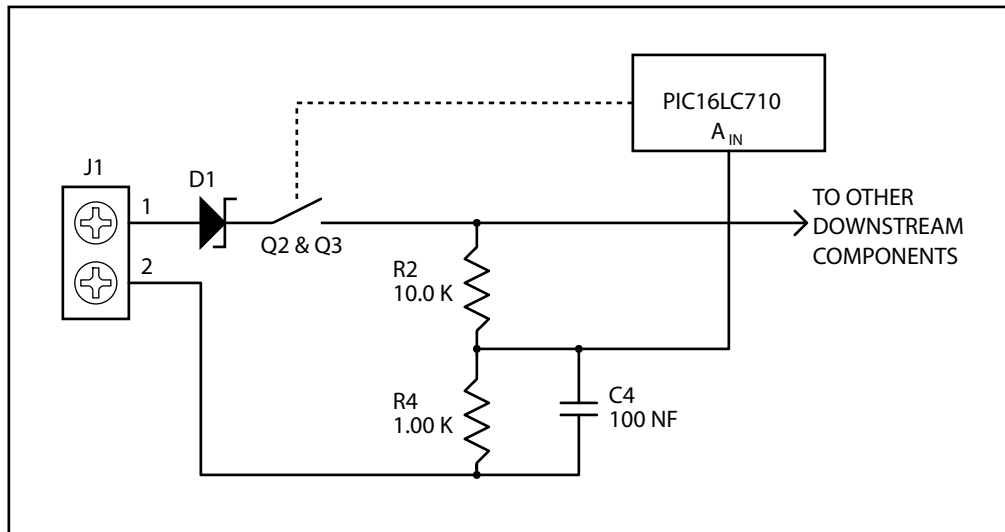 PIC16LC710
A IN
J1
D1
1
2
Q2 & Q3
TO OTHER
DOWNSTREAM
COMPONENTS
R2
10.0 K
R4
1.00 K
C4
100 NF